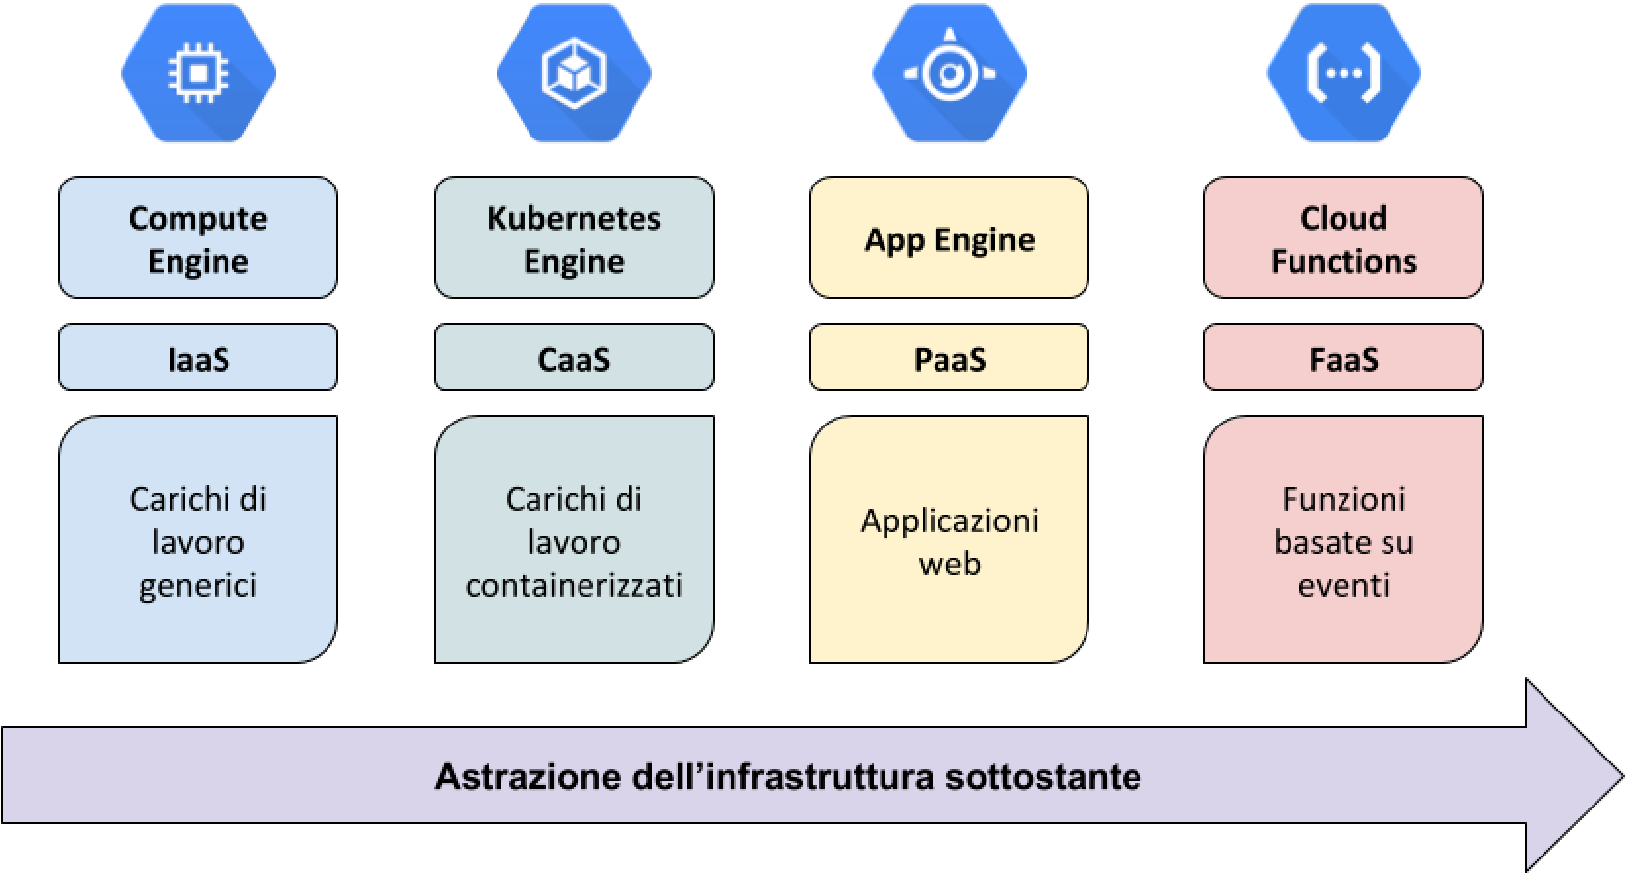 Compute
Engine
Kubernetes
Engine
App Engine
Cloud
Functions
IaaS
CaaS
PaaS
FaaS
Carichi di
lavoro
generici
Carichi di
lavoro
containerizzati
Applicazioni
web
Funzioni
basate su
eventi
Astrazione dell’infrastruttura sottostante